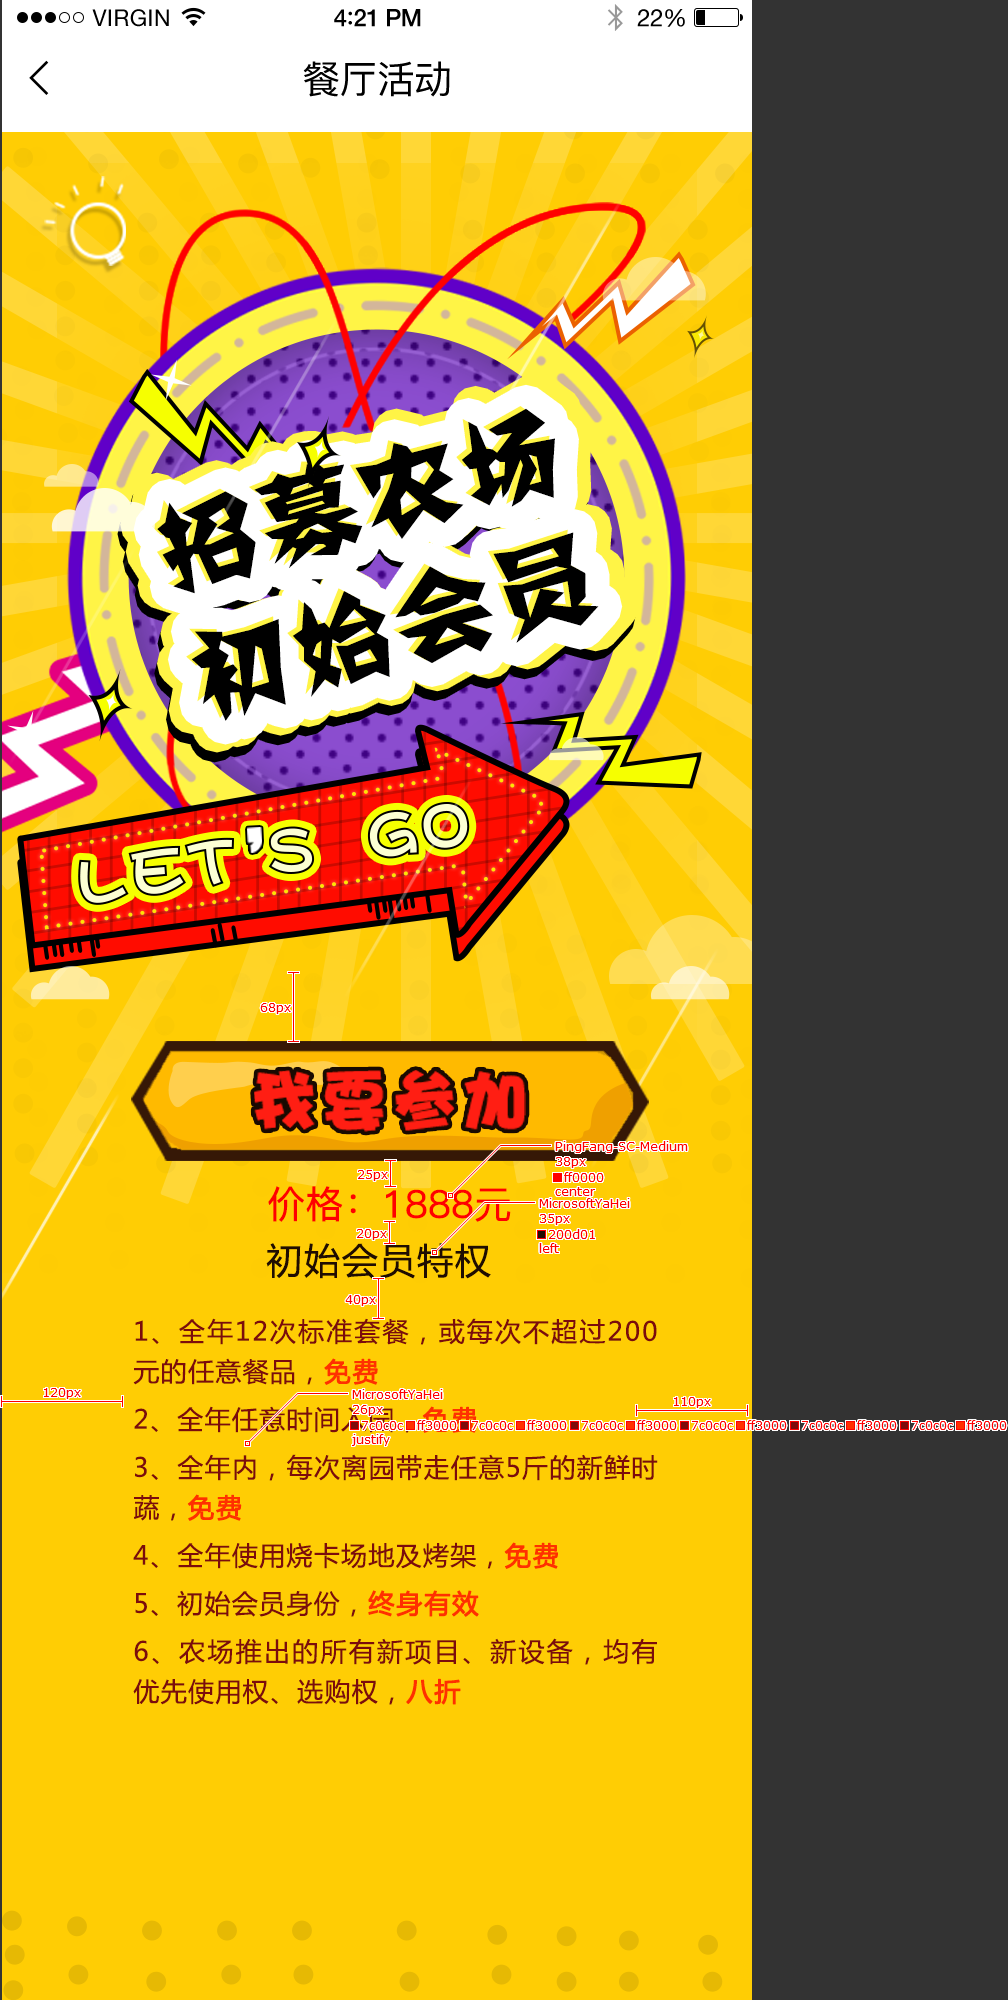 VIRGIN 4:21 PM 22%
餐厅活动
招募农场
初始会员
LET'S GO
68px
我要参加
PingFang-SC-Medium
38px
ff0000
center
25px
价格：1888元
MicrosoftYaHei
35px
200d01
left
20px
初始会员特权
40px
1、全年12次标准套餐，或每次不超过200
元的任意餐品，免费
120px
MicrosoftYaHei
26px
110px
2、全年任意时间入园，免费
7c0c0c ff3000 7c0c0c ff3000 7c0c0c ff3000 7c0c0c ff3000 7c0c0c ff3000 7c0c0c ff3000
justify
3、全年内，每次离园带走任意5斤的新鲜时
蔬，免费
4、全年使用烧卡场地及烤架，免费
5、初始会员身份，终身有效
6、农场推出的所有新项目、新设备，均有
优先使用权、选购权，八折